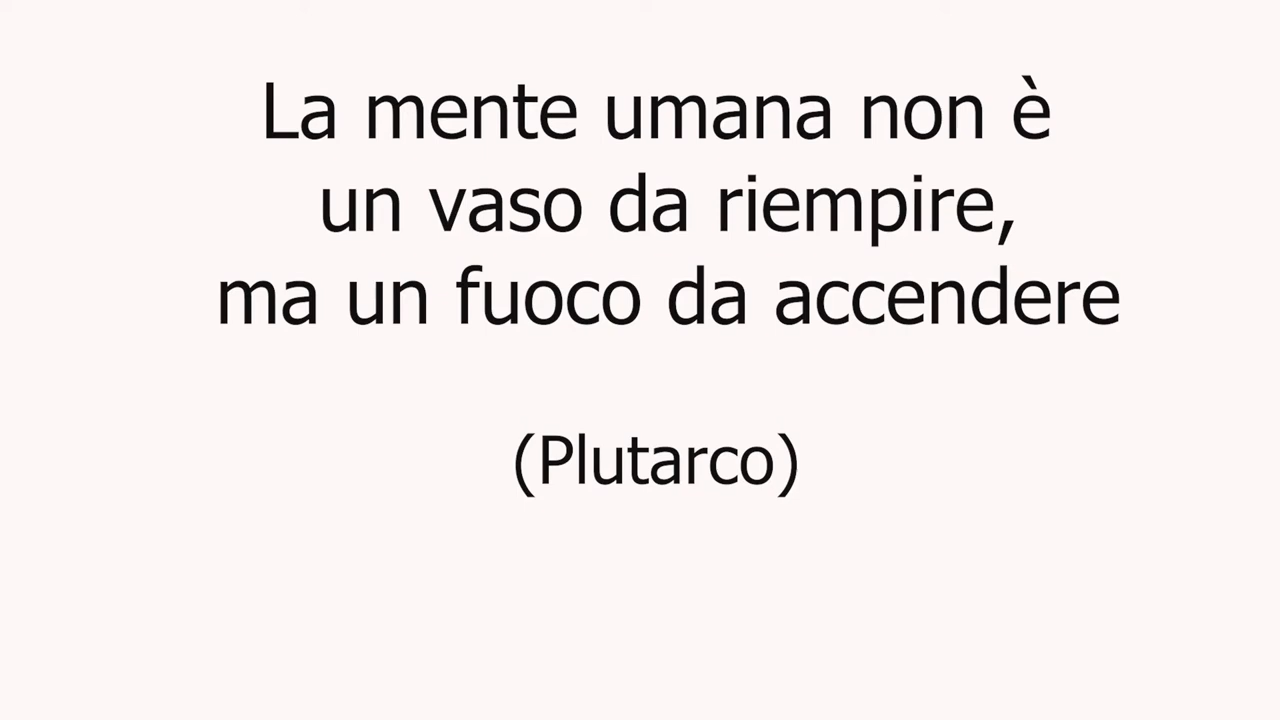 La mente umana non è
un vaso da riempire,
ma un fuoco da accendere
(Plutarco)